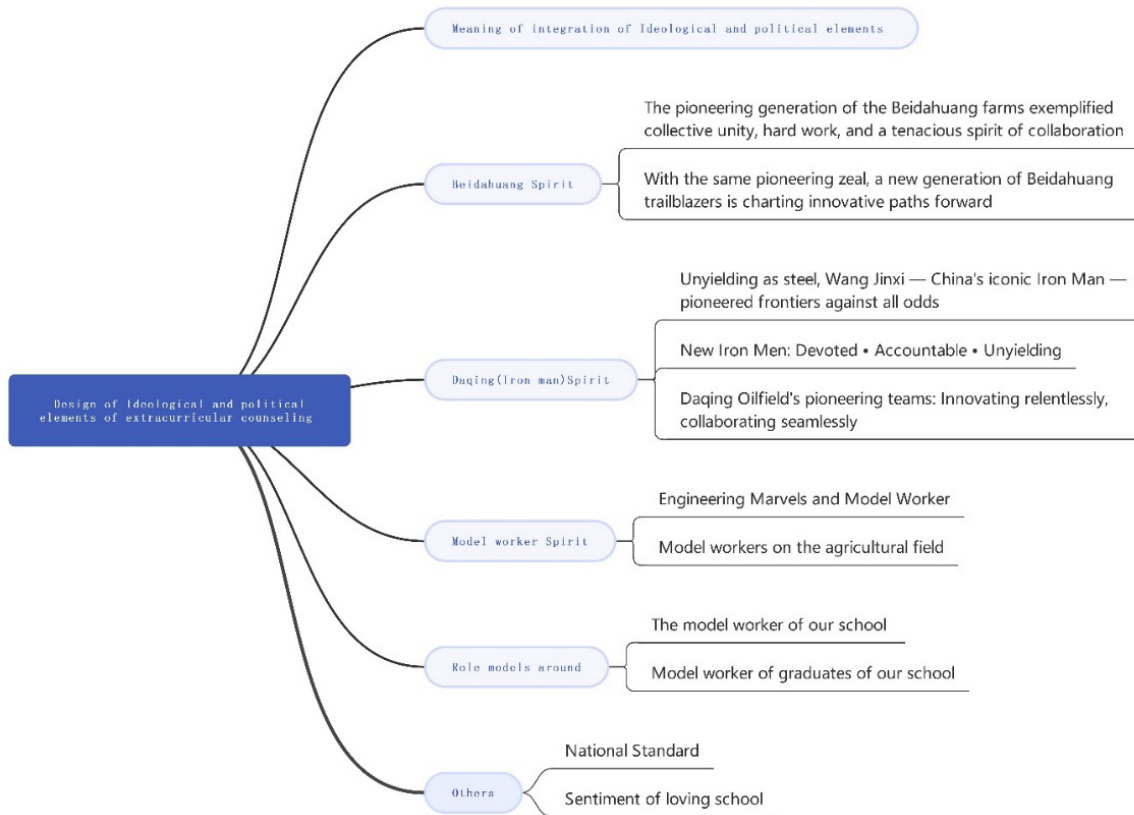 Meaning of integration of Ideological and political elements
The pioneering generation of the Beidahuang farms exemplified
collective unity, hard work, and a tenacious spirit of collaboration
Beidahuang Spirit
With the same pioneering zeal, a new generation of Beidahuang
trailblazers is charting innovative paths forward
Unyielding as steel, Wang Jinxi — China's iconic Iron Man —
pioneered frontiers against all odds
New Iron Men: Devoted • Accountable • Unyielding
Daqing(Iron man)Spirit
Daqing Oilfield's pioneering teams: Innovating relentlessly,
collaborating seamlessly
Design of Ideological and political
elements of extracurricular counseling
Engineering Marvels and Model Worker
Model worker Spirit
Model workers on the agricultural field
The model worker of our school
Role models around
Model worker of graduates of our school
National Standard
Others
Sentiment of loving school